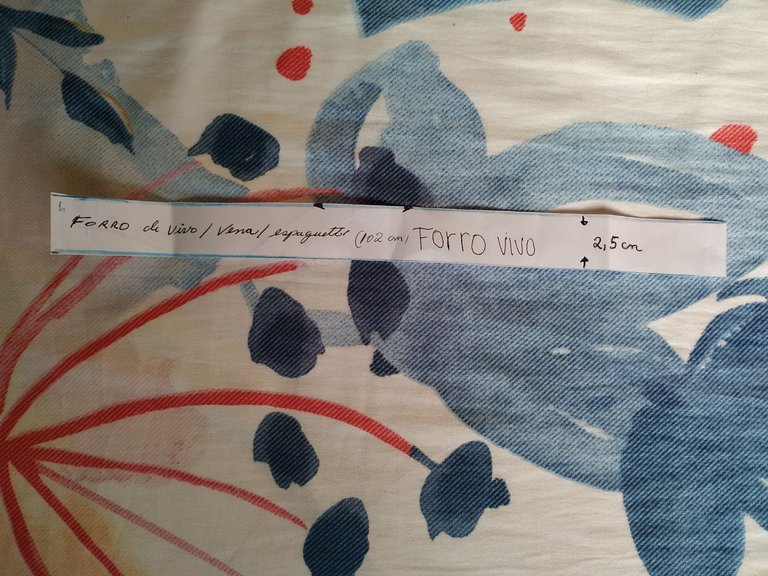 FORRO de vivo / vena / espaguetti (102 cm) Forro vivo 2,5 cm